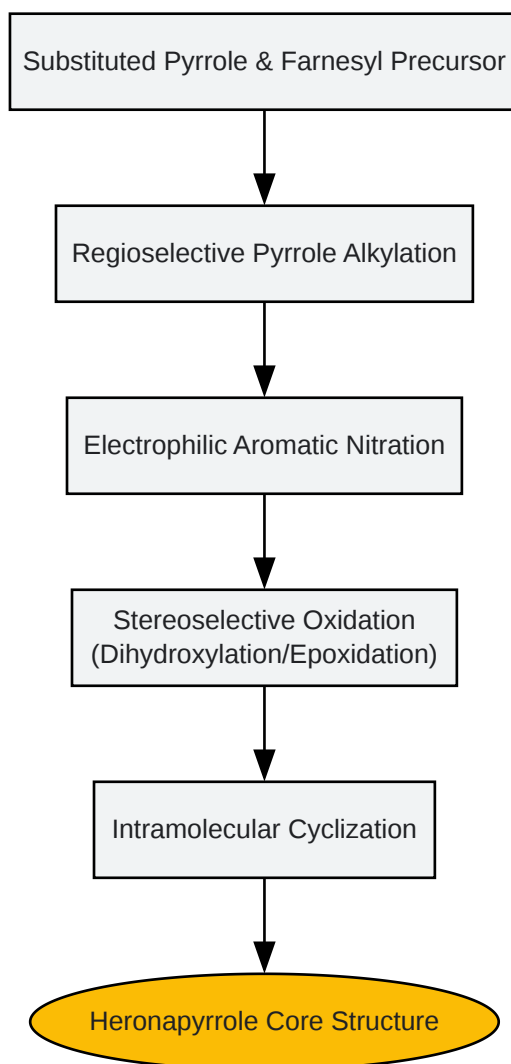 Substituted Pyrrole & Farnesyl Precursor
Regioselective Pyrrole Alkylation
Electrophilic Aromatic Nitration
Stereoselective Oxidation
(Dihydroxylation/Epoxidation)
Intramolecular Cyclization
Heronapyrrole Core Structure